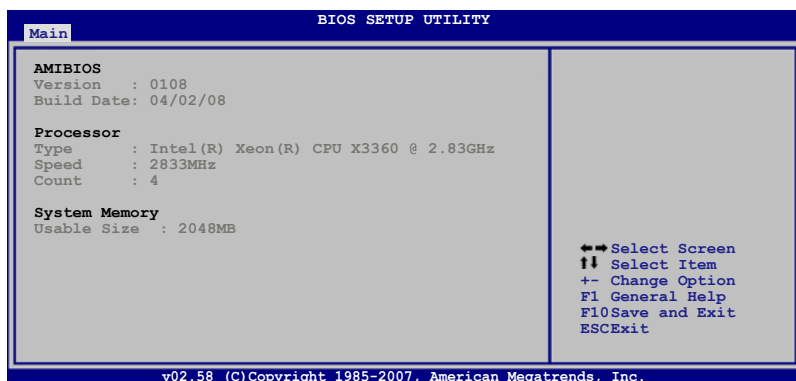 BIOS SETUP UTILITY
Main
AMIBIOS
Version : 0108
Build Date: 04/02/08
Processor
Type : Intel(R) Xeon(R) CPU X3360 @ 2.83GHz
Speed : 2833MHz
Count : 4
System Memory
Usable Size : 2048MB
←→Select Screen
↑↓ Select Item
+- Change Option
F1 General Help
F10Save and Exit
ESCExit
v02.58 (C)Copyright 1985-2007, American Megatrends, Inc.